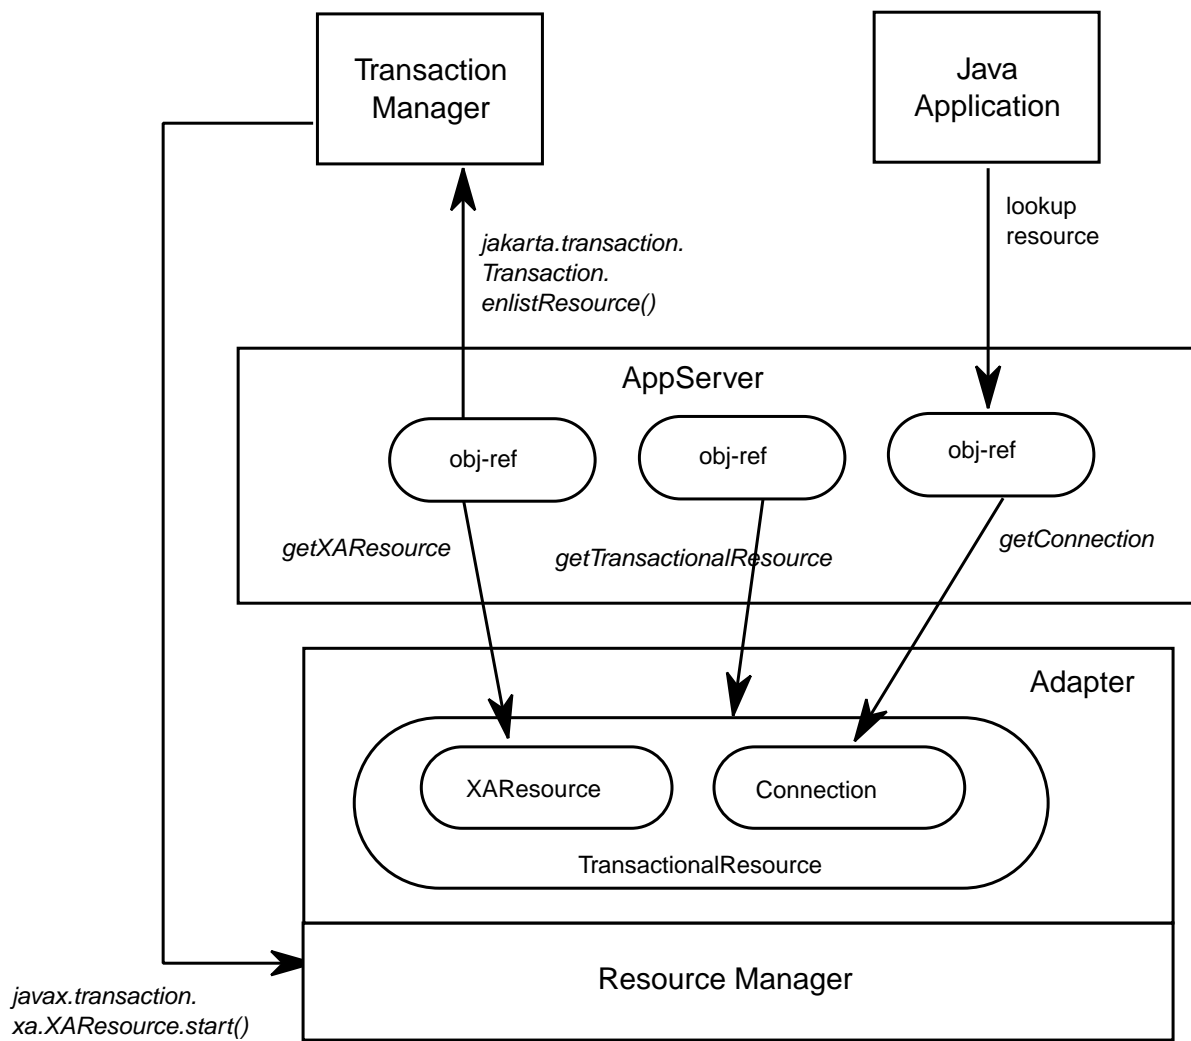 Transaction
Manager
Java
Application
lookup
resource
jakarta.transaction.
Transaction.
enlistResource()
AppServer
obj-ref
obj-ref
obj-ref
getXAResource
getTransactionalResource
getConnection
Adapter
XAResource
Connection
TransactionalResource
Resource Manager
javax.transaction.
xa.XAResource.start()